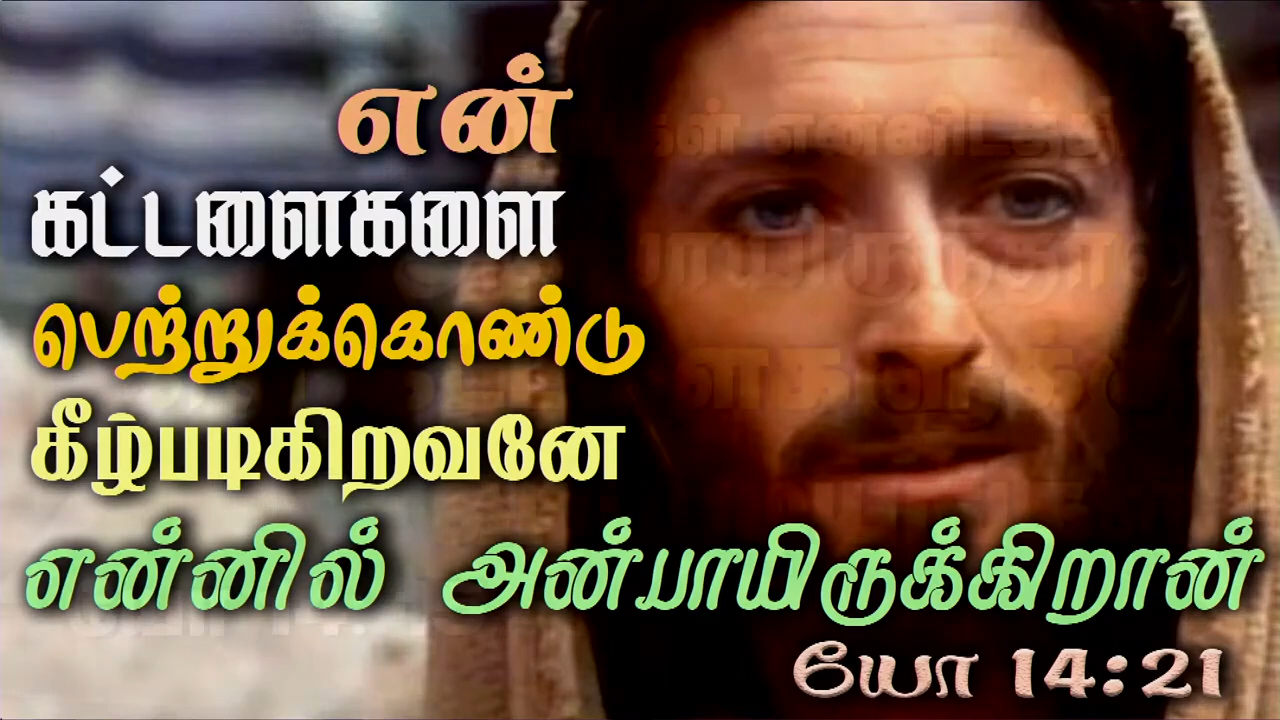 என்
கட்டளைகளை
பெற்றுக்கொண்டு
கீழ்படிகிறவனே
என்னில் அன்பாயிருக்கிறான்
யோ 14:21